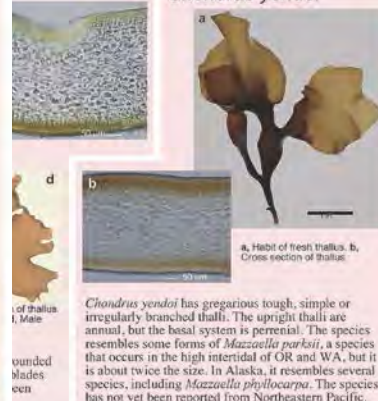 a
d
b
50 um
a, Habit of fresh thallus. b,
Cross section of thallus
of thallus
Male
Chondrus yendoi has gregarious tough, simple or
irregularly branched thalli. The upright thalli are
annual, but the basal system is perrenial. The species
resembles some forms of Mazzaella parksii, a species
that occurs in the high intertidal of OR and WA, but it
is about twice the size. In Alaska, it resembles several
species, including Mazzaella phyllocarpa. The species
has not yet been reported from Northeastern Pacific.
ounded
blades
een